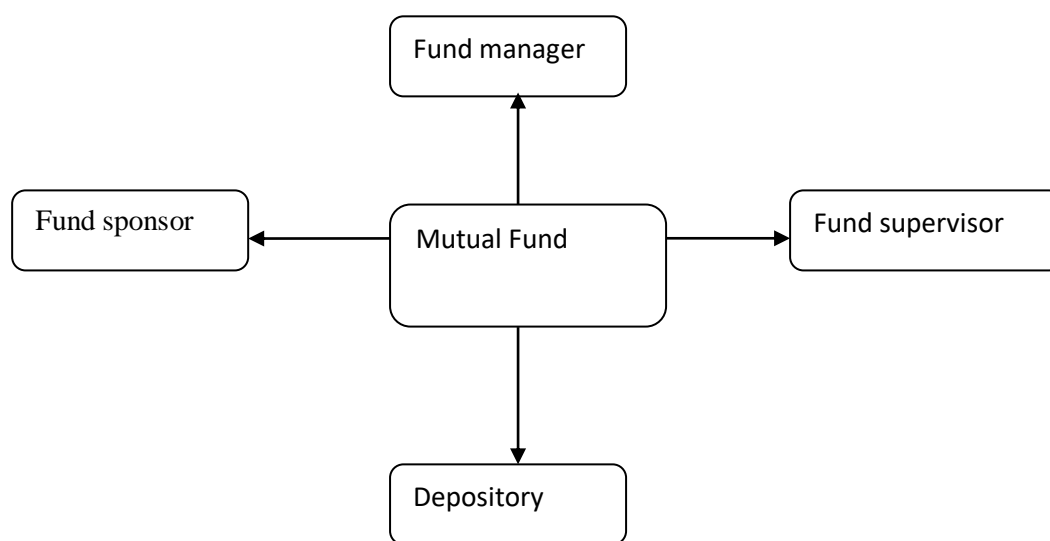 Fund manager
Fund sponsor
Mutual Fund
Fund supervisor
Depository